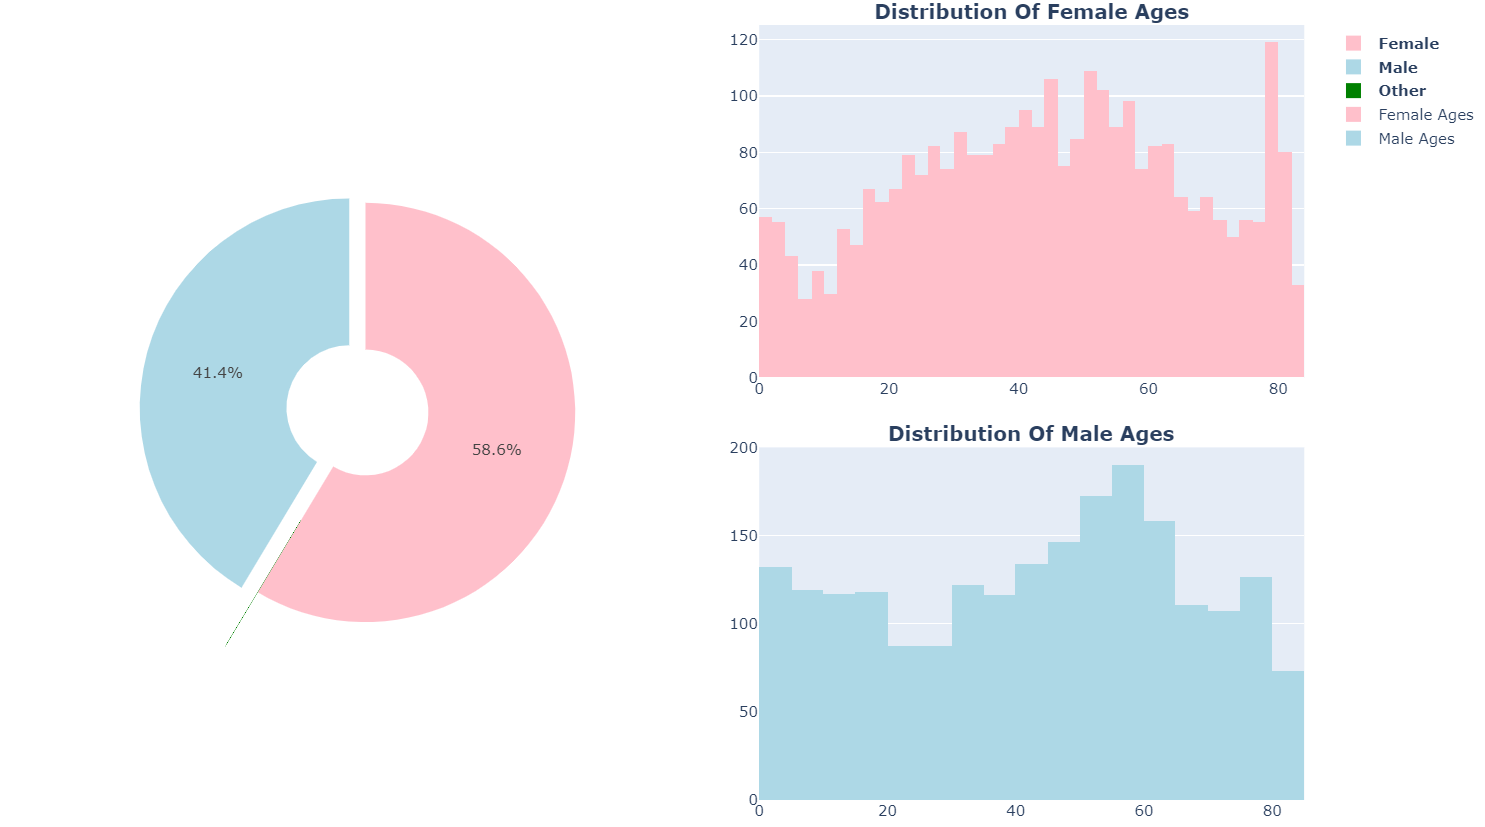 41.4%
58.6%
Distribution Of Female Ages
120
100
80
60
40
20
0
0 20 40 60 80
Distribution Of Male Ages
200
150
100
50
0
0 20 40 60 80
Female
Male
Other
Female Ages
Male Ages